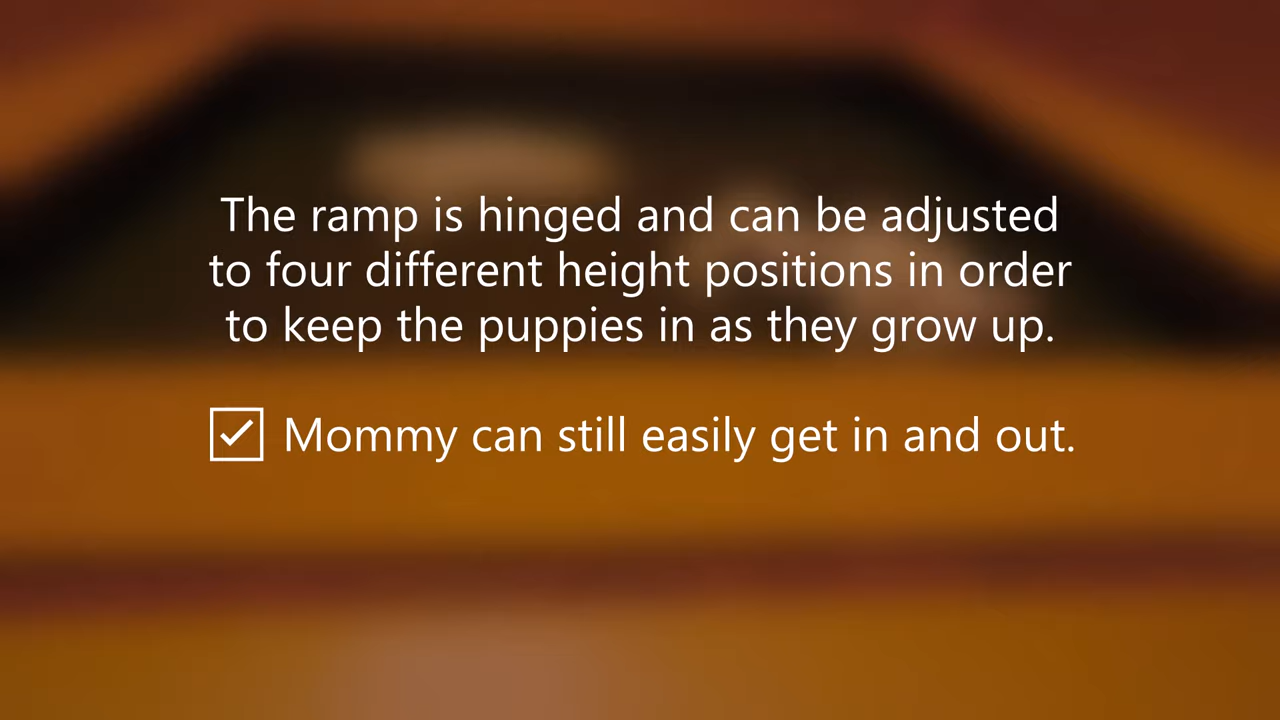 The ramp is hinged and can be adjusted
to four different height positions in order
to keep the puppies in as they grow up.
Mommy can still easily get in and out.